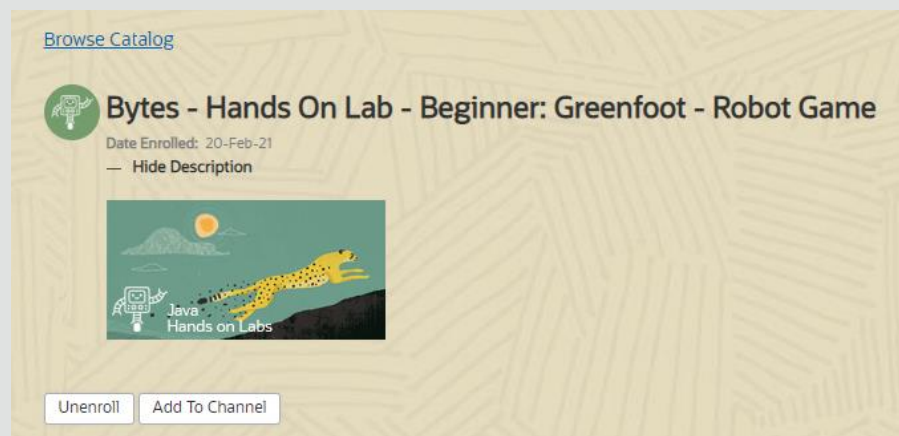 Browse Catalog
Bytes - Hands On Lab - Beginner: Greenfoot - Robot Game
Date Enrolled: 20-Feb-21
— Hide Description
Java
Hands on Labs
Unenroll Add To Channel